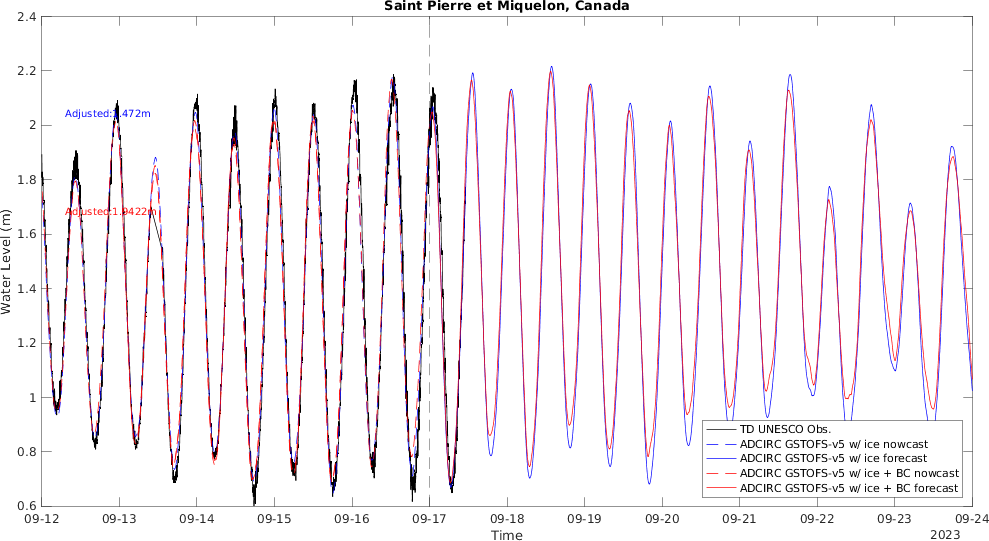 Saint Pierre et Miquelon, Canada
2.4
2.2
2
1.8
1.6
1.4
1.2
1
0.8
0.6
Water Level (m)
Adjusted:1.472m
Adjusted:1.9422m
TD UNESCO Obs.
ADCIRC GSTOFS-v5 w/ ice nowcast
ADCIRC GSTOFS-v5 w/ ice forecast
ADCIRC GSTOFS-v5 w/ ice + BC nowcast
ADCIRC GSTOFS-v5 w/ ice + BC forecast
09-12 09-13 09-14 09-15 09-16 09-17 09-18 09-19 09-20 09-21 09-22 09-23 09-24
Time
2023